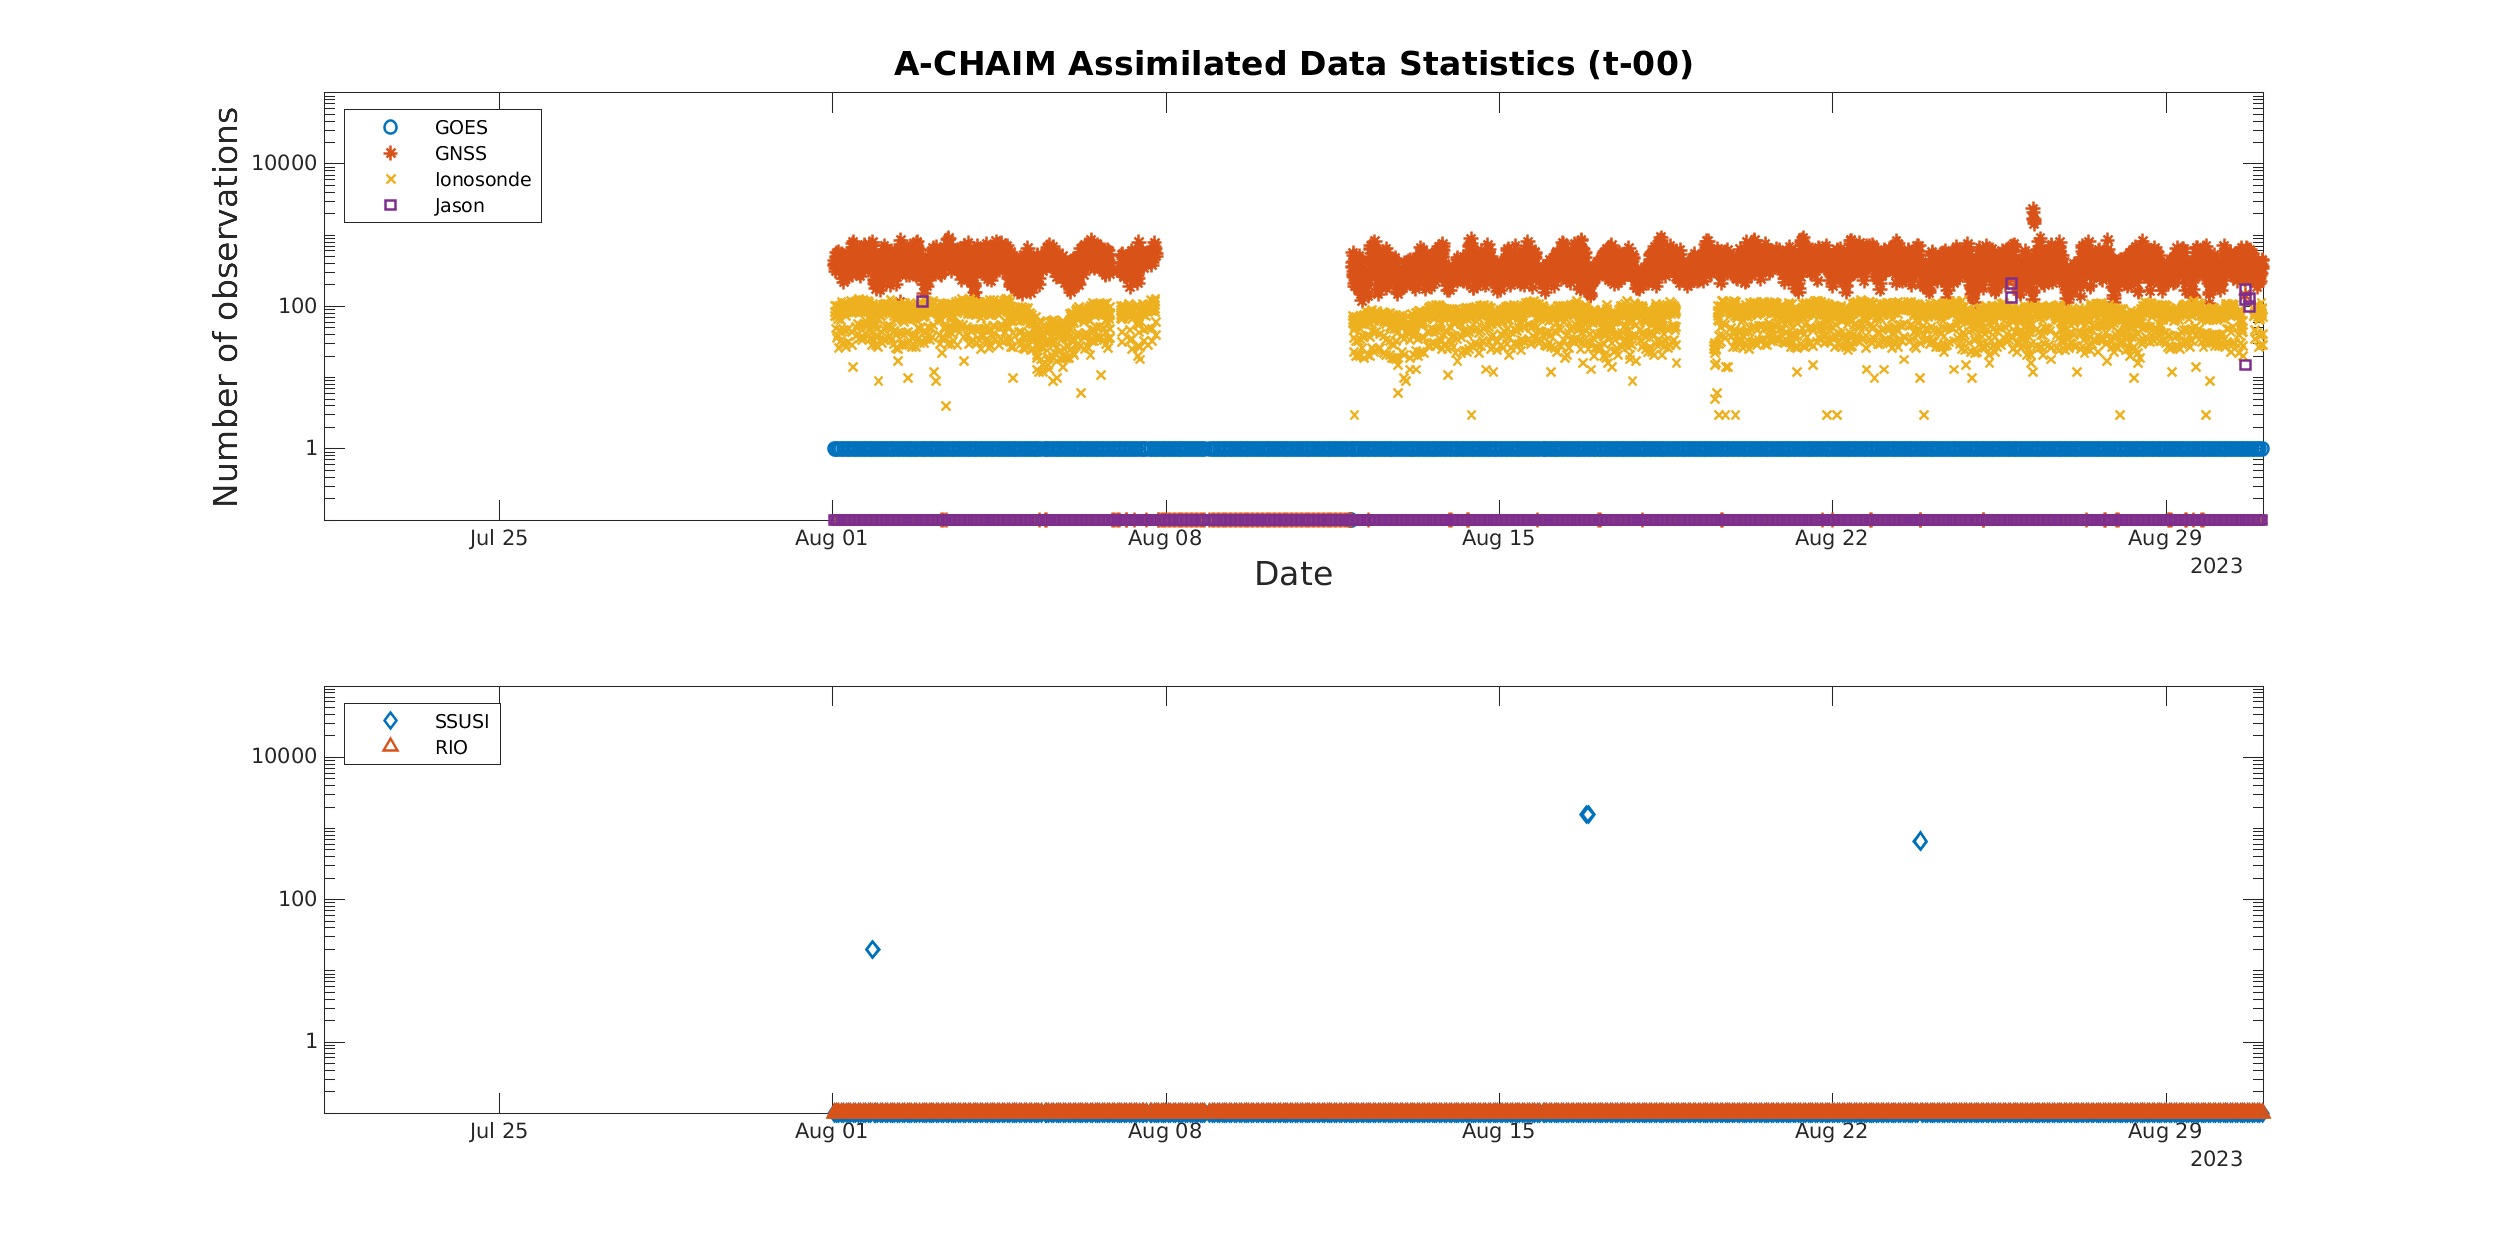 A-CHAIM Assimilated Data Statistics (t-00)
Number of observations
GOES
GNSS
Ionosonde
Jason
10000
100
1
Jul 25 Aug 01 Aug 08 Aug 15 Aug 22 Aug 29
2023
Date
SSUSI
RIO
10000
100
1
Jul 25 Aug 01 Aug 08 Aug 15 Aug 22 Aug 29
2023